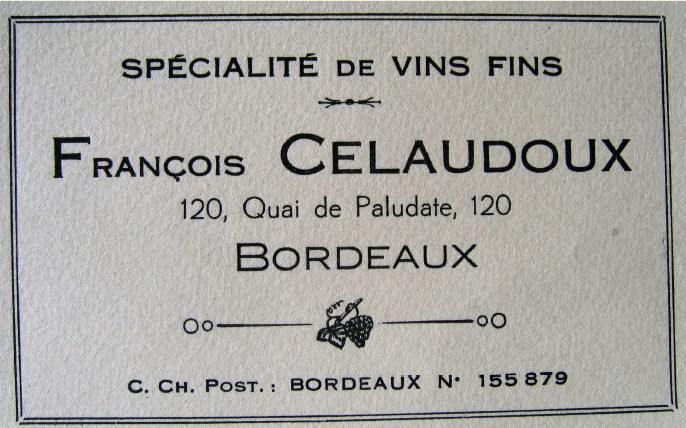 SPÉCIALITÉ DE VINS FINS
FRANÇOIS CELAUDOUX
120, Quai de Paludate, 120
BORDEAUX
C. CH. POST. : BORDEAUX N° 155 879